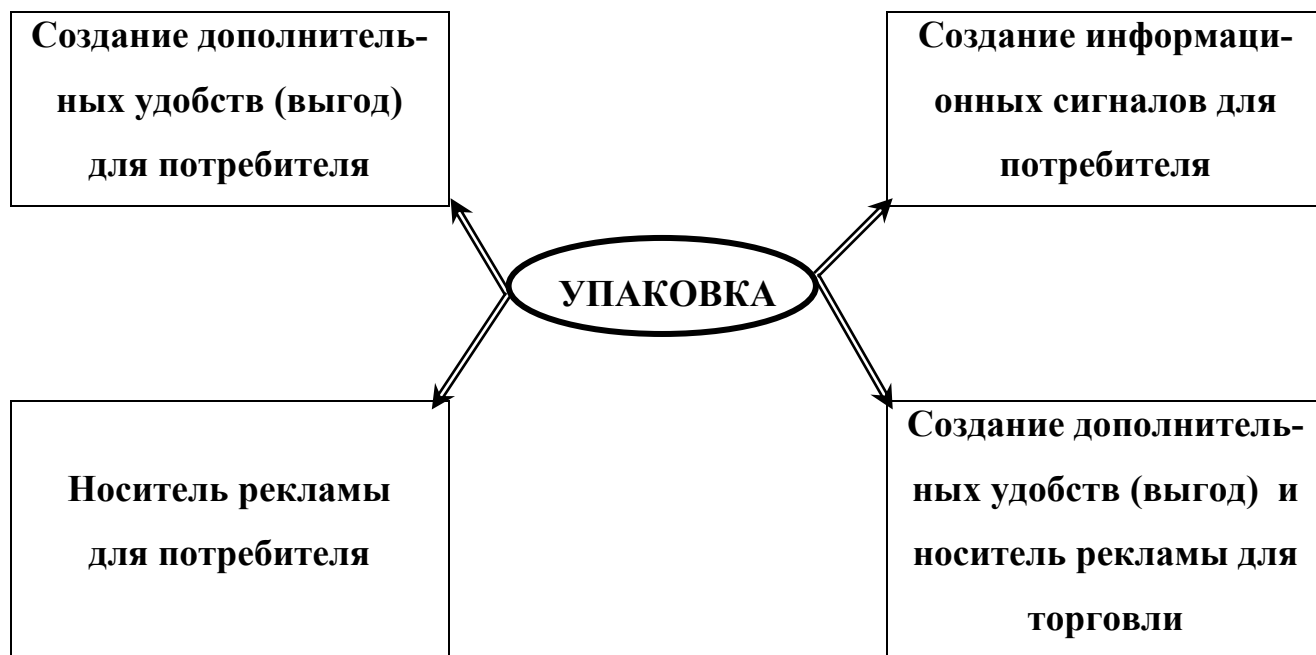 Создание дополнитель-
ных удобств (выгод)
для потребителя
Создание информаци-
онных сигналов для
потребителя
УПАКОВКА
Носитель рекламы
для потребителя
Создание дополнитель-
ных удобств (выгод)  и
носитель рекламы для
торговли